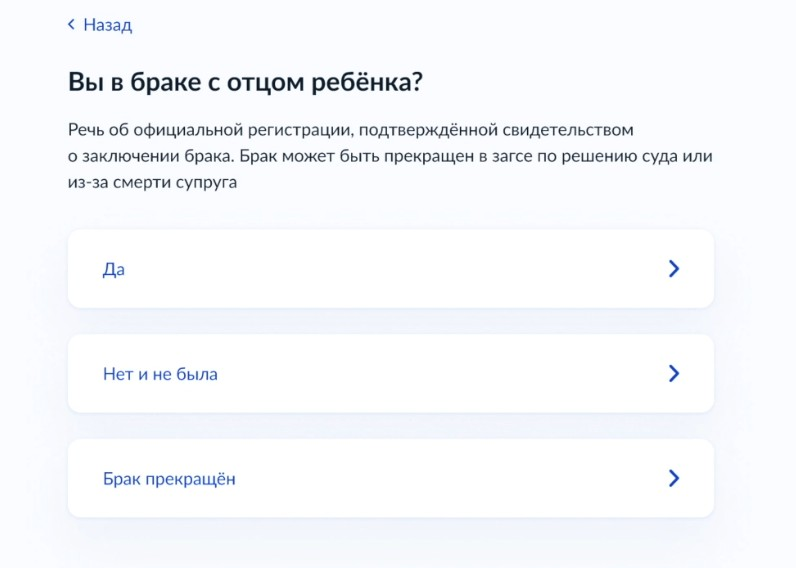 Назад
Вы в браке с отцом ребёнка?
Речь об официальной регистрации, подтверждённой свидетельством
о заключении брака. Брак может быть прекращен в загсе по решению суда или
из-за смерти супруга
Да
Нет и не была
Брак прекращён